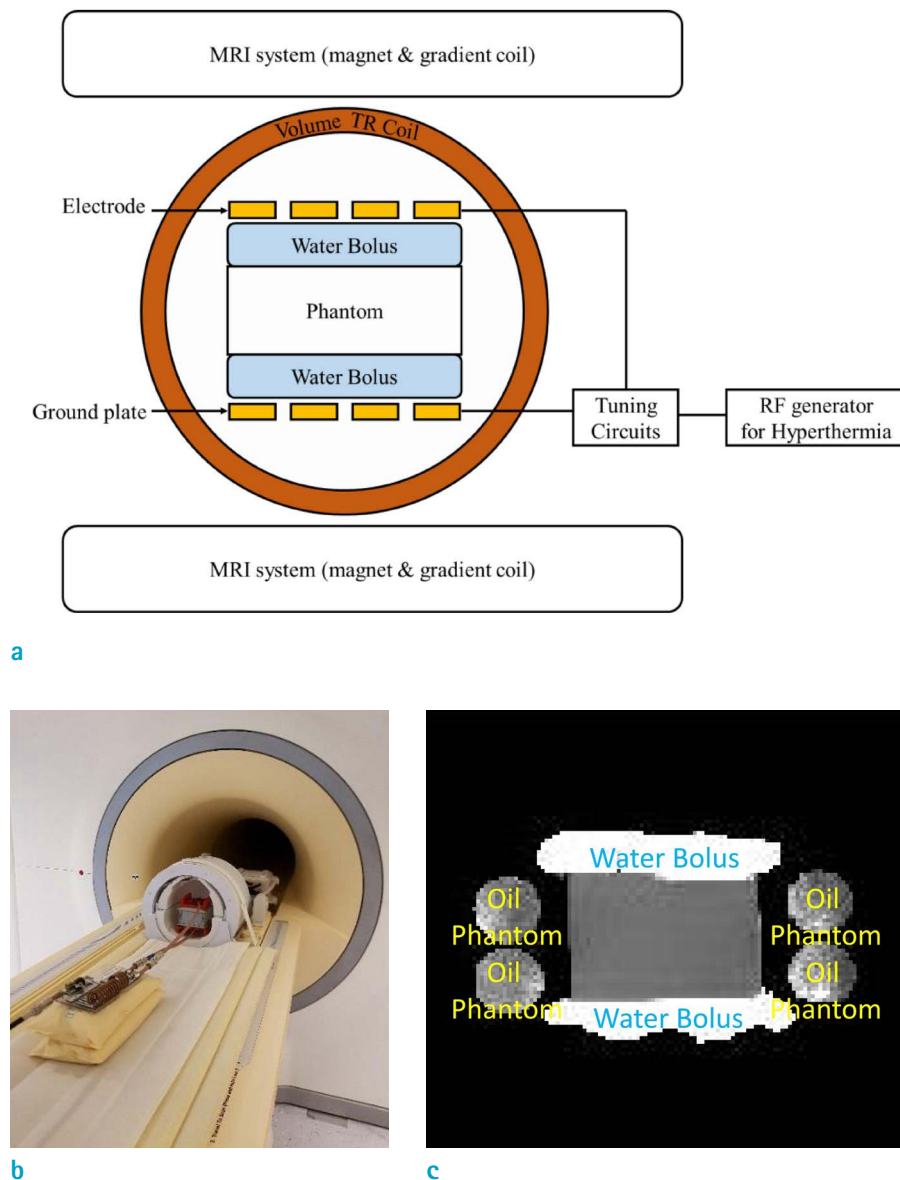 MRI system (magnet & gradient coil)
Volume TR Coil
Electrode
Water Bolus
Phantom
Water Bolus
Ground plate
Tuning
Circuits
RF generator
for Hyperthermia
MRI system (magnet & gradient coil)
a
Water Bolus
Oil
Phantom
Oil
Phantom
Oil
Phantom
Oil
Phantom
Water Bolus
b
c